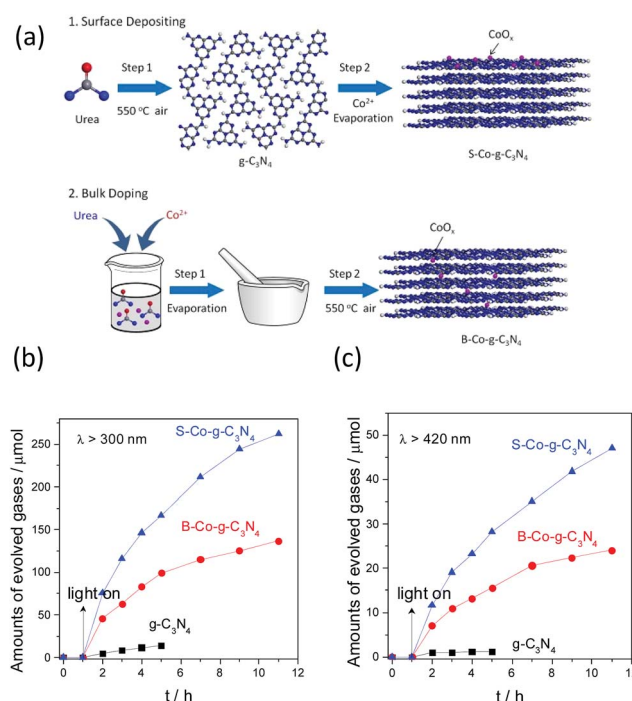 (a)
1. Surface Depositing
CoOₓ
Step 1
Step 2
550 °C air
Co²⁺
Evaporation
Urea
g-C₃N₄
S-Co-g-C₃N₄
2. Bulk Doping
Urea
Co²⁺
CoOₓ
Step 1
Evaporation
Step 2
550 °C air
B-Co-g-C₃N₄
(b)
λ > 300 nm
S-Co-g-C₃N₄
B-Co-g-C₃N₄
light on
g-C₃N₄
Amounts of evolved gases / μmol
250
200
150
100
50
0
0 2 4 6 8 10 12
t / h
(c)
λ > 420 nm
S-Co-g-C₃N₄
B-Co-g-C₃N₄
light on
g-C₃N₄
Amounts of evolved gases / μmol
50
40
30
20
10
0
0 2 4 6 8 10 12
t / h